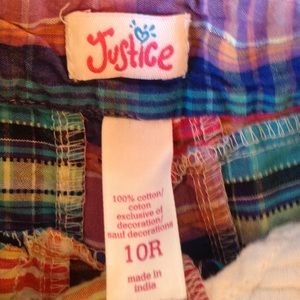 Justice
100% cotton/
coton
exclusive of
decoration/
sauf decorations
10R
made in
india